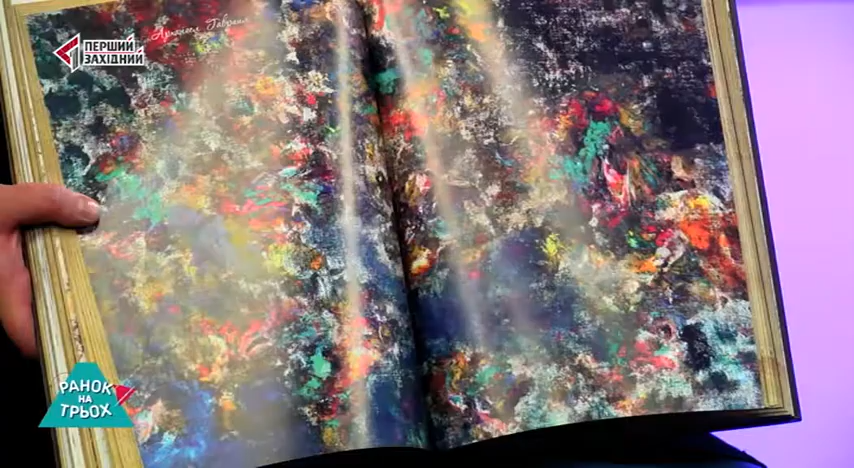 ПЕРШИЙ
ЗАХІДНИЙ
РАНОК
НА
ТРЬОХ